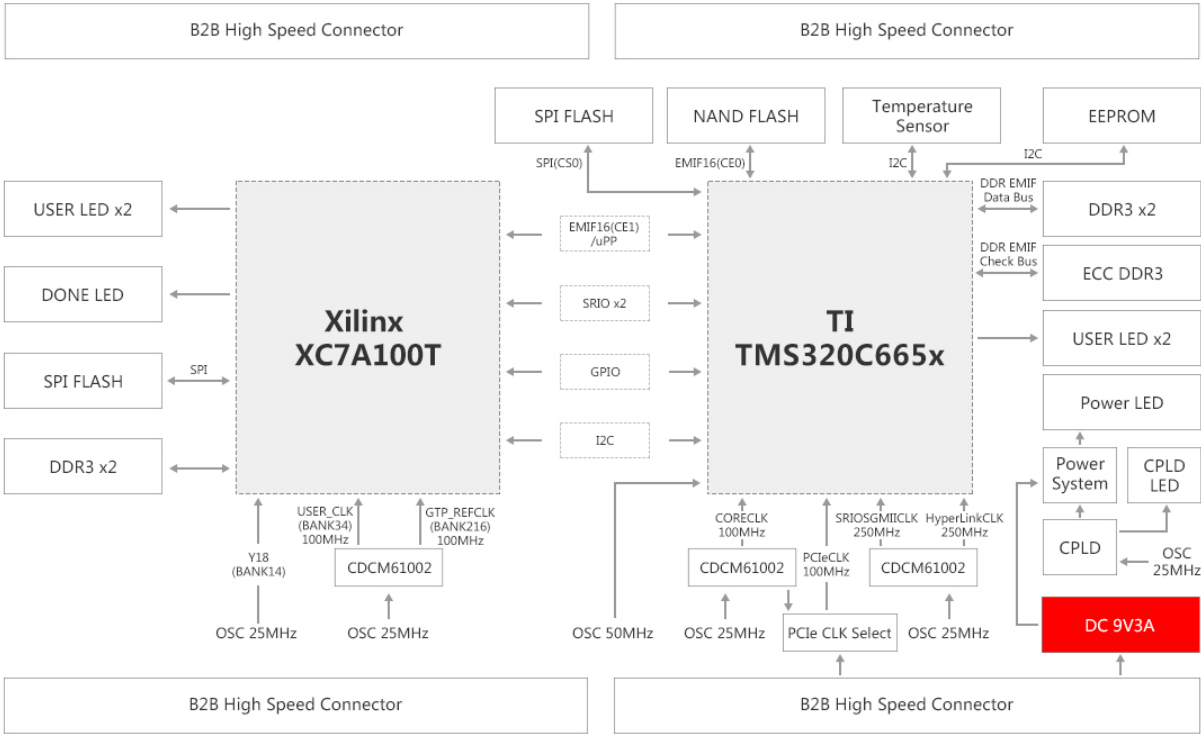 B2B High Speed Connector
B2B High Speed Connector
SPI FLASH
NAND FLASH
Temperature
Sensor
EEPROM
SPI(CS0)
EMIF16(CE0)
I2C
I2C
USER LED x2
DONE LED
SPI FLASH
SPI
DDR3 x2
Xilinx
XC7A100T
EMIF16(CE1)
/uPP
SRIO x2
GPIO
I2C
TI
TMS320C665x
DDR EMIF
Data Bus
DDR3 x2
DDR EMIF
Check Bus
ECC DDR3
USER LED x2
Power LED
Power
System
CPLD
LED
CPLD
OSC
25MHz
DC 9V3A
Y18
(BANK14)
USER_CLK
(BANK34)
100MHz
GTP_REFCLK
(BANK216)
100MHz
CDCM61002
OSC 25MHz
OSC 25MHz
CORECLK
100MHz
PCIeCLK
100MHz
SRIOSGMIICLK
250MHz
HyperLinkCLK
250MHz
CDCM61002
CDCM61002
OSC 50MHz
OSC 25MHz
PCIe CLK Select
OSC 25MHz
B2B High Speed Connector
B2B High Speed Connector